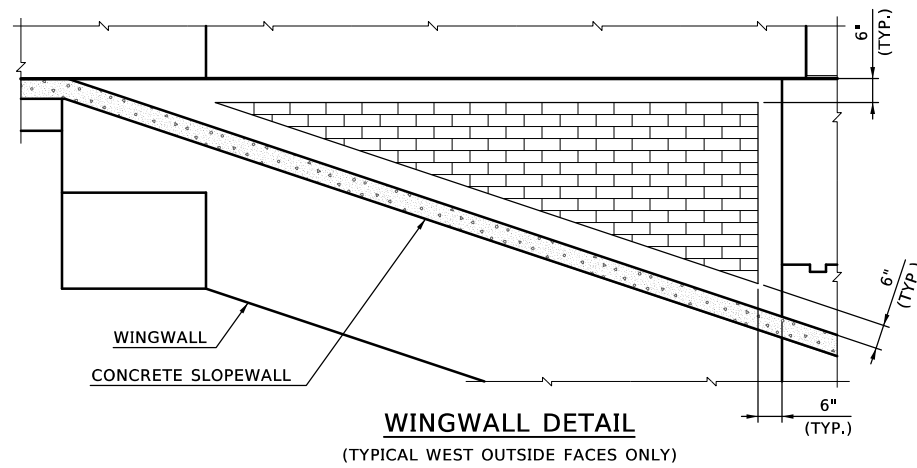 6"
(TYP.)
WINGWALL
CONCRETE SLOPEWALL
6"
(TYP.)
6"
(TYP.)
WINGWALL DETAIL
(TYPICAL WEST OUTSIDE FACES ONLY)